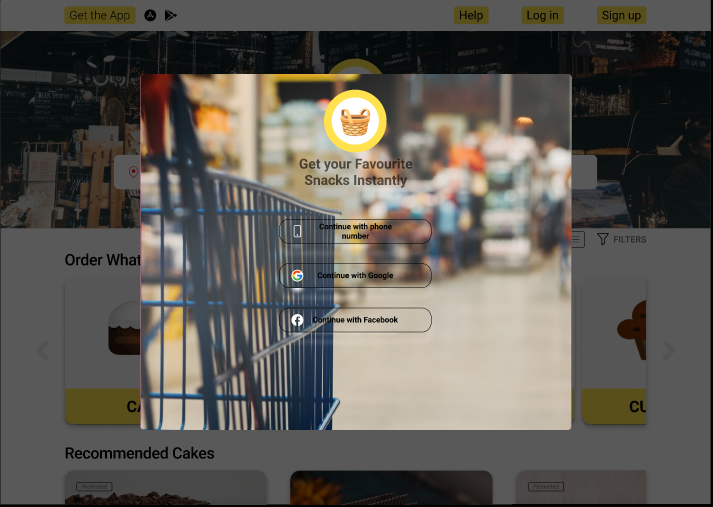 Get the App
Help
Log in
Sign up
Get your Favourite
Snacks Instantly
Continue with phone
number
Continue with Google
Continue with Facebook
FILTERS
Order What
CA
CU
Recommended Cakes
Promoted
Promoted